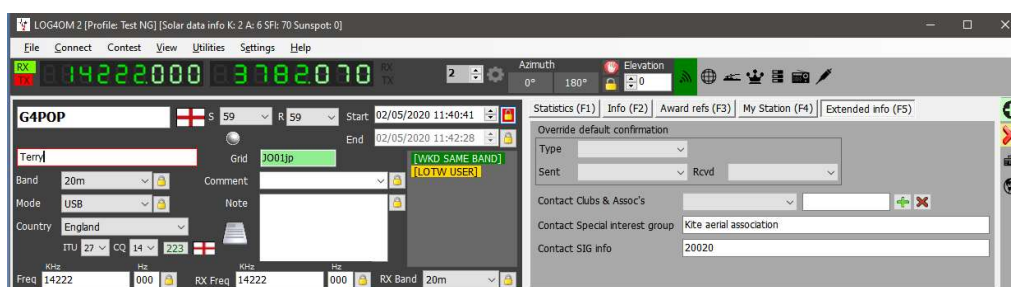 LOG4OM 2 [Profile: Test NG] [Solar data info K: 2 A: 6 SFI: 70 Sunspot: 0]
File Connect Contest View Utilities Settings Help
RX 14222.000 3782.070 RX 2 Azimuth Elevation
TX TX 0° 180° 0
G4POP S 59 R 59 Start 02/05/2020 11:40:41
End 02/05/2020 11:42:28
Terry Grid JO01jp [WKD SAME BAND]
[LOTW USER]
Band 20m Comment
Mode USB Note
Country England
ITU 27 CQ 14 223
KHz Hz KHz Hz
Freq 14222 000 RX Freq 14222 000 RX Band 20m
Statistics (F1) Info (F2) Award refs (F3) My Station (F4) Extended info (F5)
Override default confirmation
Type
Sent Rcvd
Contact Clubs & Assoc's
Contact Special interest group Kite aerial association
Contact SIG info 20020